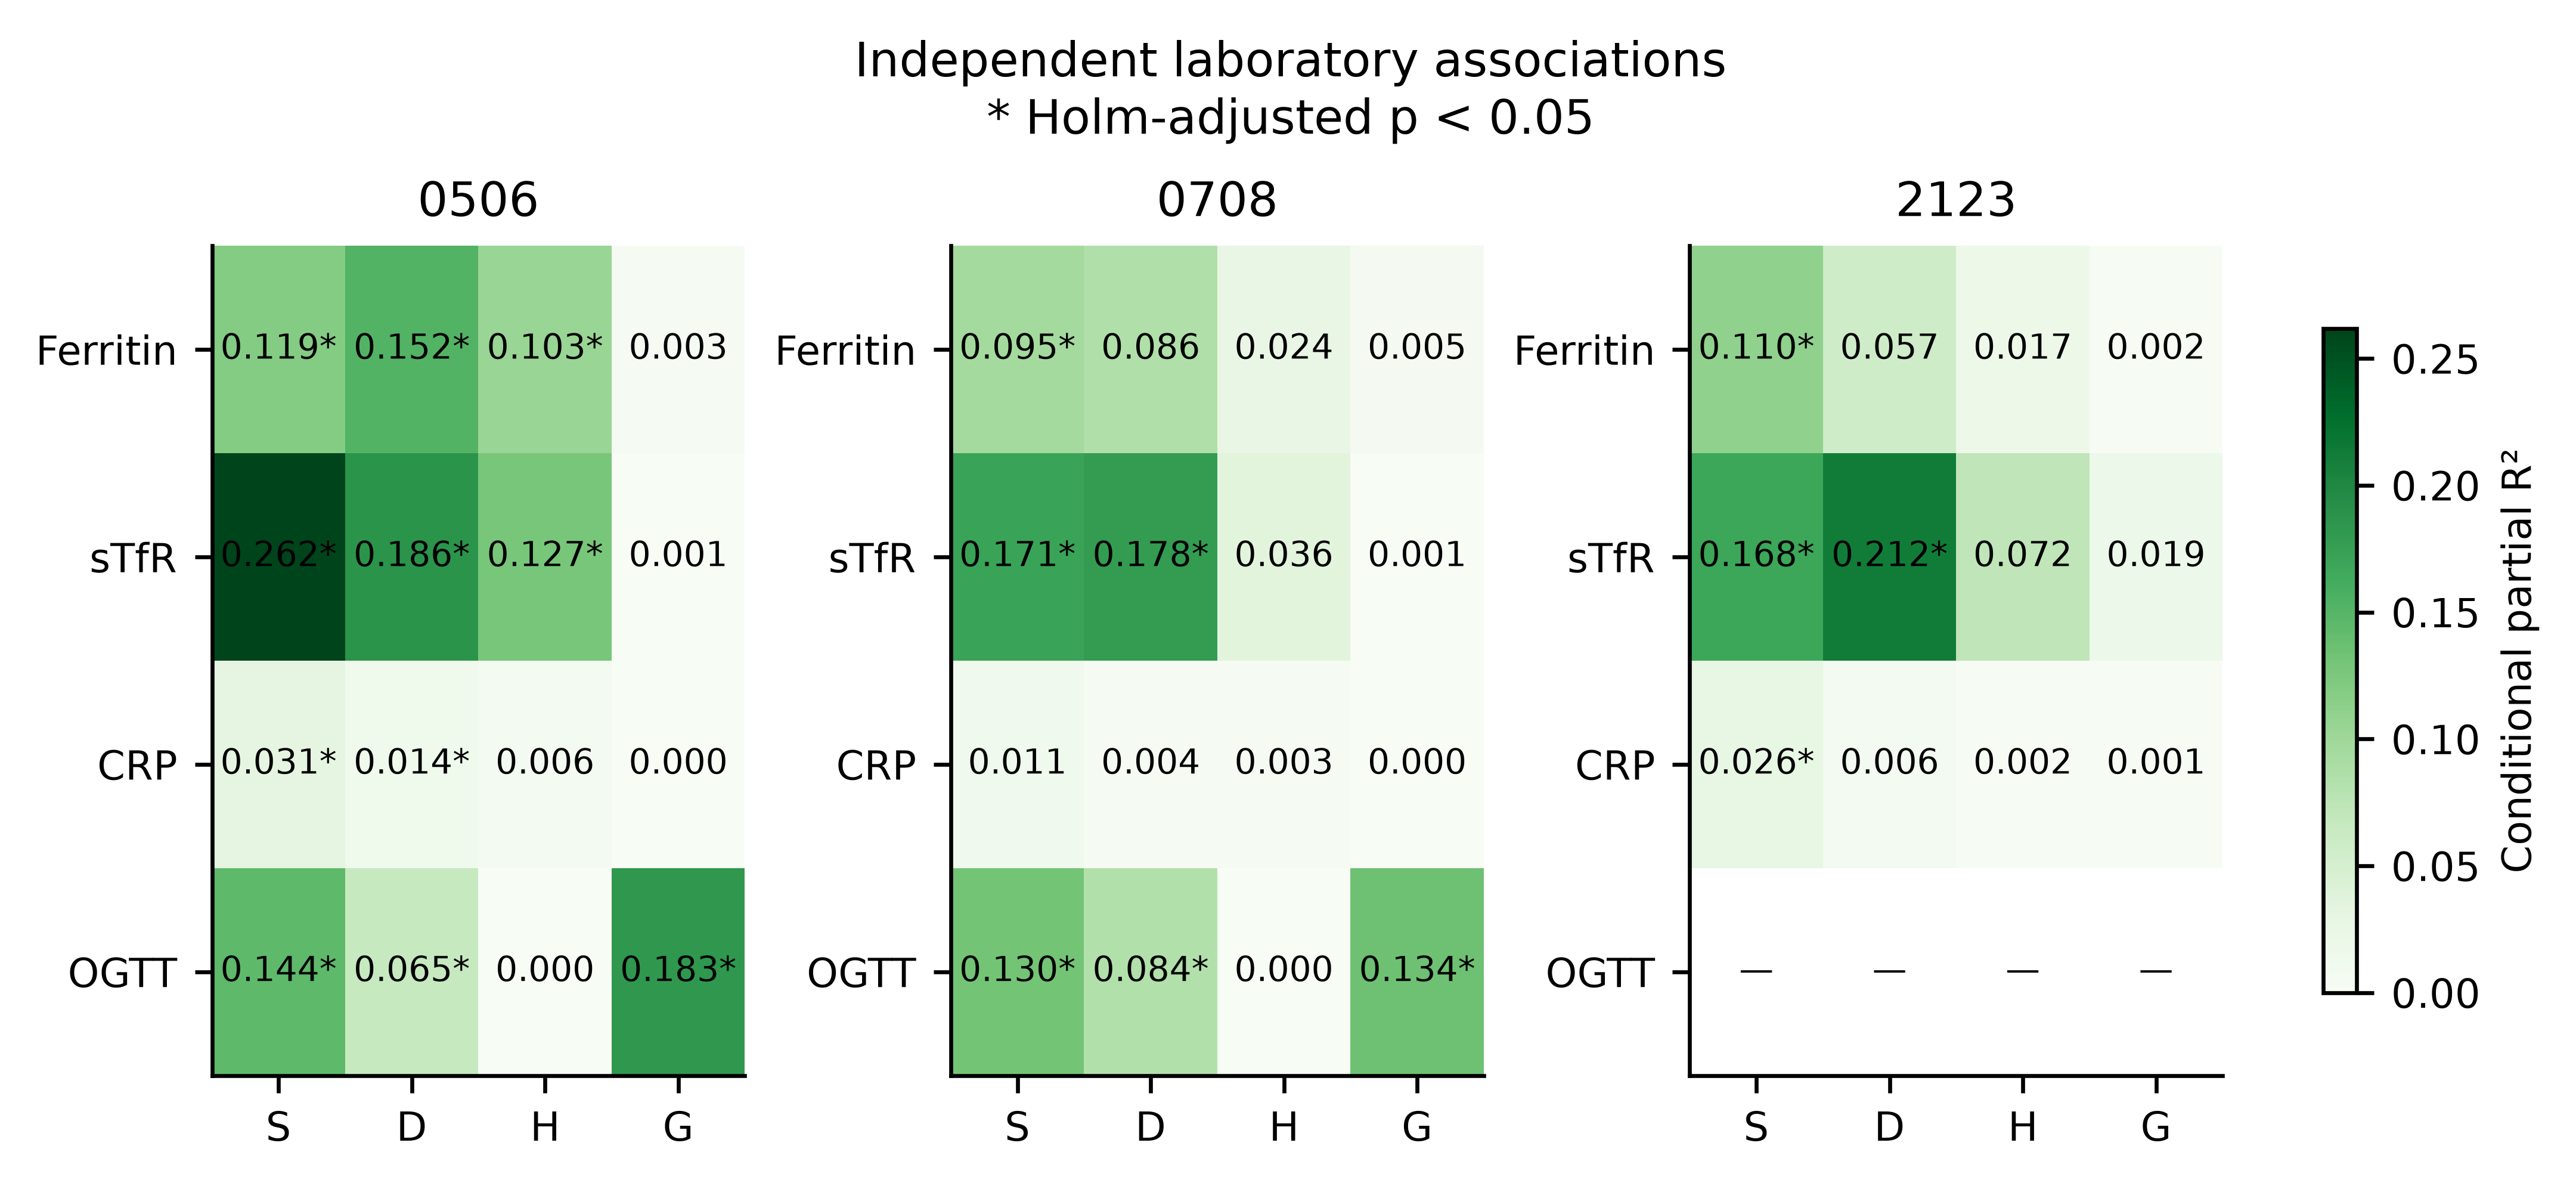 Independent laboratory associations
* Holm-adjusted p < 0.05
0506
0708
2123
Ferritin 0.119* 0.152* 0.103* 0.003
sTfR 0.262* 0.186* 0.127* 0.001
CRP 0.031* 0.014* 0.006 0.000
OGTT 0.144* 0.065* 0.000 0.183*
S D H G
Ferritin 0.095* 0.086 0.024 0.005
sTfR 0.171* 0.178* 0.036 0.001
CRP 0.011 0.004 0.003 0.000
OGTT 0.130* 0.084* 0.000 0.134*
S D H G
Ferritin 0.110* 0.057 0.017 0.002
sTfR 0.168* 0.212* 0.072 0.019
CRP 0.026* 0.006 0.002 0.001
OGTT — — — —
S D H G
0.25
0.20
0.15
0.10
0.05
0.00
Conditional partial R²